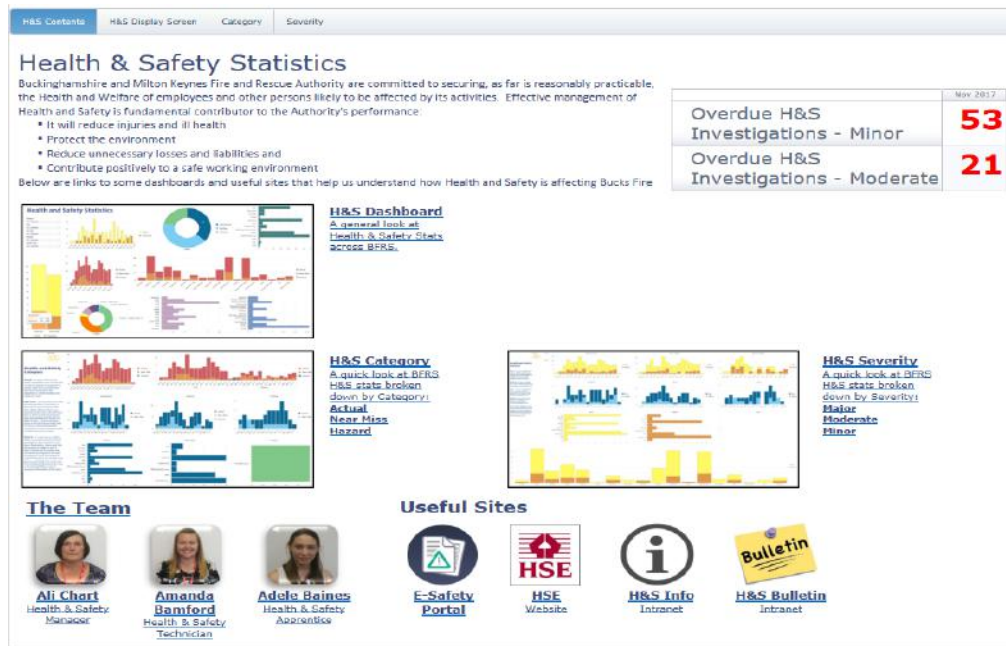 H&S Contents H&S Display Screen Category Severity
Health & Safety Statistics
Buckinghamshire and Milton Keynes Fire and Rescue Authority are committed to securing, as far is reasonably practicable,
the Health and Welfare of employees and other persons likely to be affected by its activities. Effective management of
Health and Safety is fundamental contributor to the Authority's performance:
• It will reduce injuries and ill health
• Protect the environment
• Reduce unnecessary losses and liabilities and
• Contribute positively to a safe working environment
Below are links to some dashboards and useful sites that help us understand how Health and Safety is affecting Bucks Fire
Nov 2017
Overdue H&S
Investigations - Minor
53
Overdue H&S
Investigations - Moderate
21
Health and Safety Statistics
H&S Dashboard
A general look at
Health & Safety Stats
across BFRS.
H&S Category
A quick look at BFRS
H&S stats broken
down by Category:
Actual
Near Miss
Hazard
H&S Severity
A quick look at BFRS
H&S stats broken
down by Severity:
Major
Moderate
Minor
The Team
Ali Chart
Health & Safety
Manager
Amanda
Bamford
Health & Safety
Technician
Adele Baines
Health & Safety
Apprentice
Useful Sites
E-Safety
Portal
HSE
HSE
Website
H&S Info
Intranet
Bulletin
H&S Bulletin
Intranet